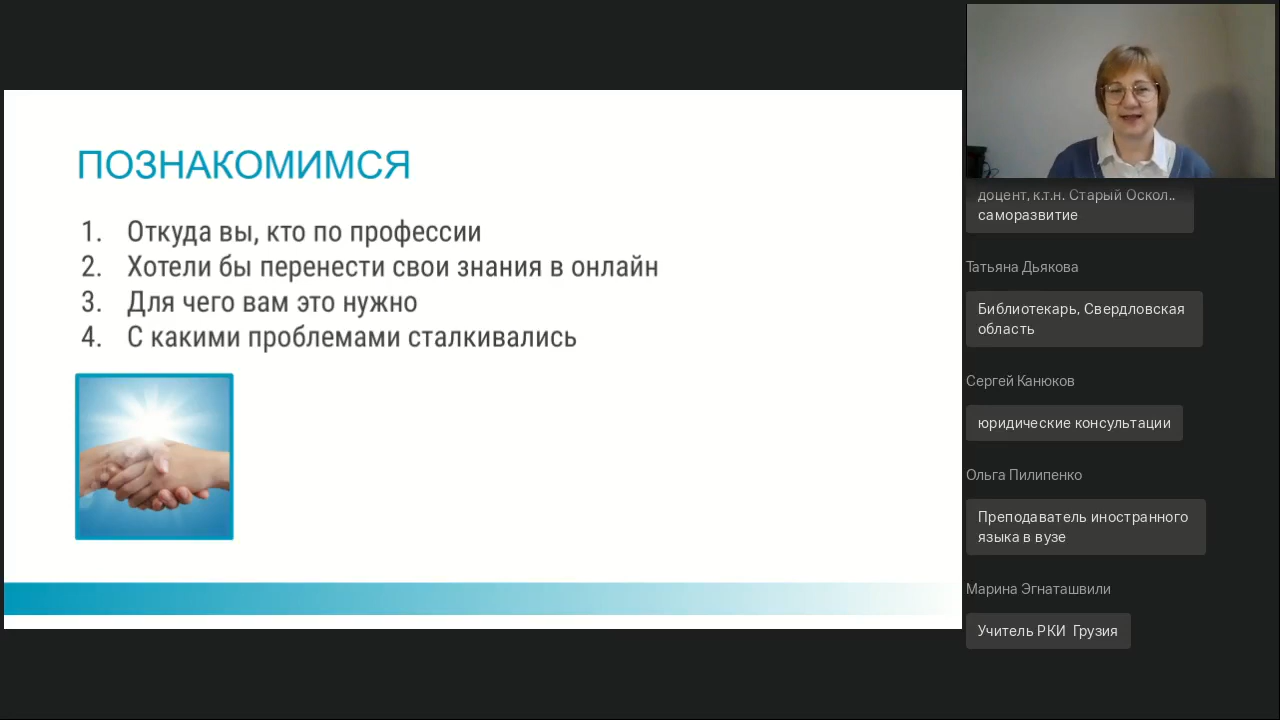 ПОЗНАКОМИМСЯ
1. Откуда вы, кто по профессии
2. Хотели бы перенести свои знания в онлайн
3. Для чего вам это нужно
4. С какими проблемами сталкивались
доцент, к.т.н. Старый Оскол..
саморазвитие
Татьяна Дьякова
Библиотекарь, Свердловская
область
Сергей Канюков
юридические консультации
Ольга Пилипенко
Преподаватель иностранного
языка в вузе
Марина Эгнаташвили
Учитель РКИ Грузия